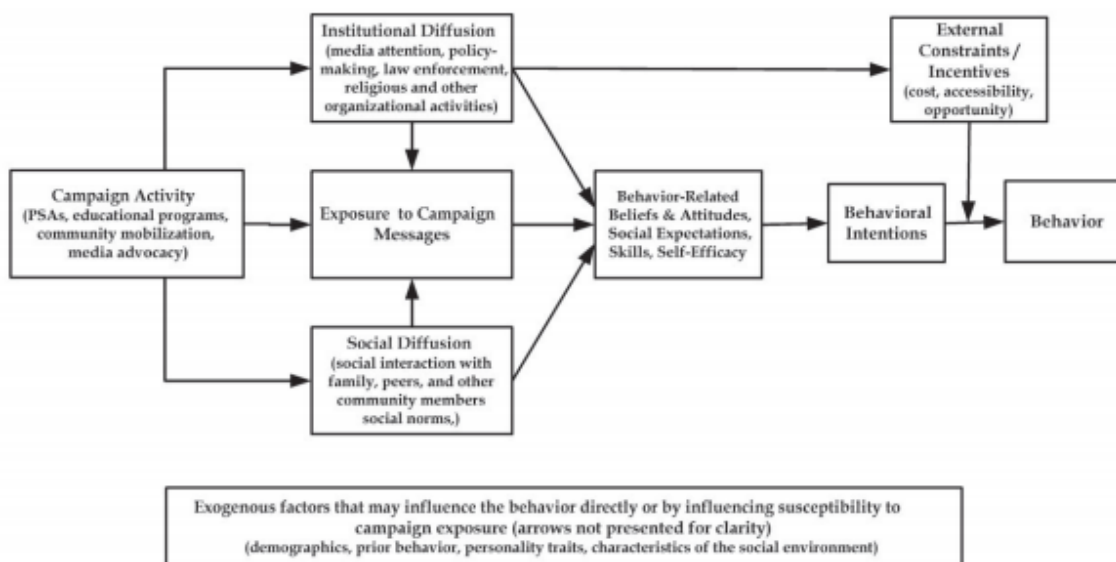 Institutional Diffusion
(media attention, policy-
making, law enforcement,
religious and other
organizational activities)
External
Constraints /
Incentives
(cost, accessibility,
opportunity)
Campaign Activity
(PSAs, educational programs,
community mobilization,
media advocacy)
Exposure to Campaign
Messages
Behavior-Related
Beliefs & Attitudes,
Social Expectations,
Skills, Self-Efficacy
Behavioral
Intentions
Behavior
Social Diffusion
(social interaction with
family, peers, and other
community members
social norms,)
Exogenous factors that may influence the behavior directly or by influencing susceptibility to
campaign exposure (arrows not presented for clarity)
(demographics, prior behavior, personality traits, characteristics of the social environment)